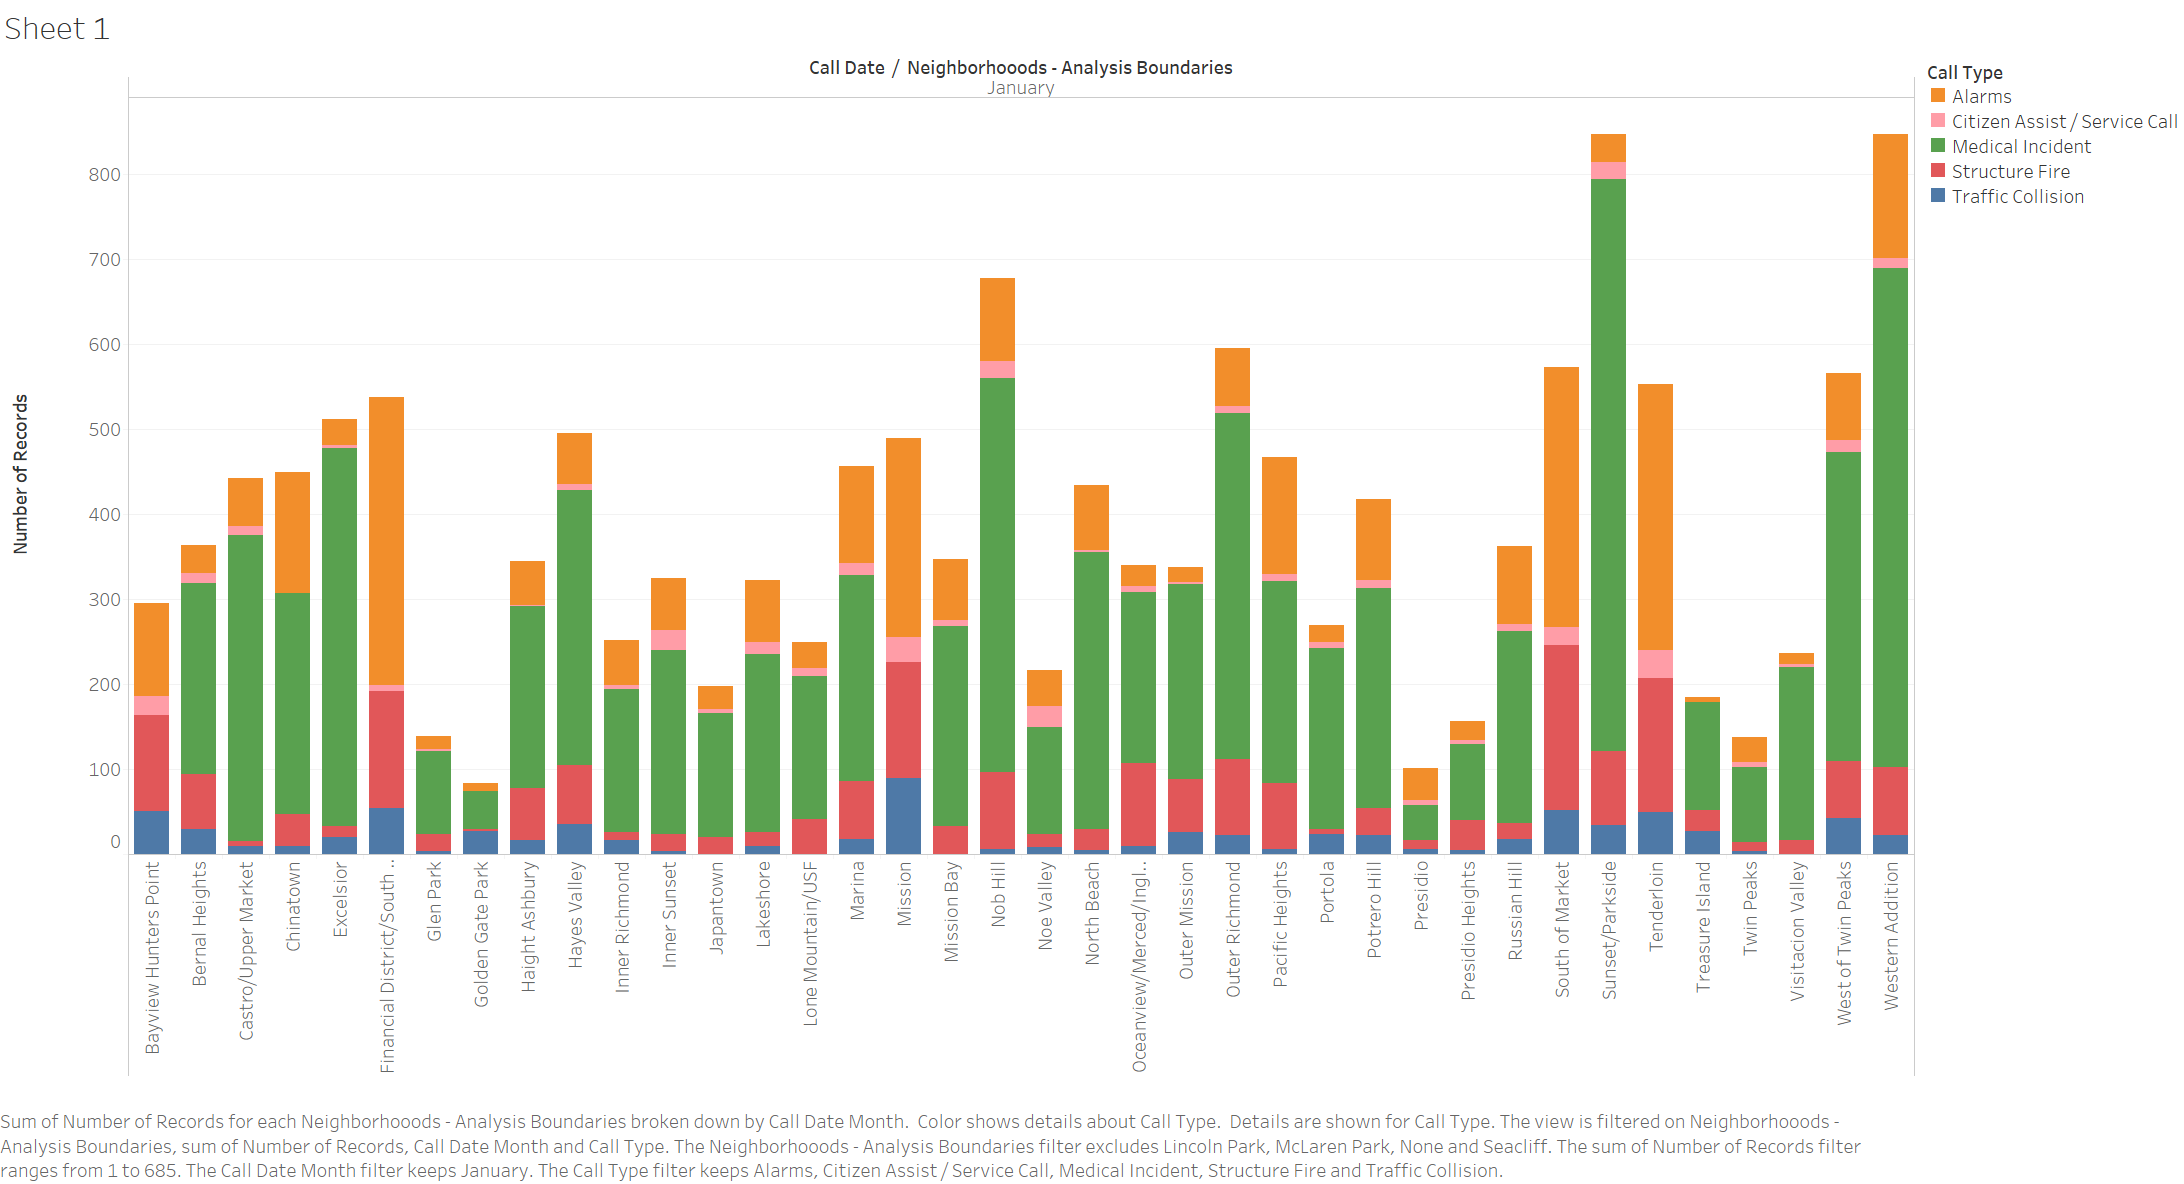 Sheet 1
Call Date / Neighborhooods - Analysis Boundaries
January
Call Type
Alarms
Citizen Assist / Service Call
Medical Incident
Structure Fire
Traffic Collision
Number of Records
800
700
600
500
400
300
200
100
0
Bayview Hunters Point
Bernal Heights
Castro/Upper Market
Chinatown
Excelsior
Financial District/South ..
Glen Park
Golden Gate Park
Haight Ashbury
Hayes Valley
Inner Richmond
Inner Sunset
Japantown
Lakeshore
Lone Mountain/USF
Marina
Mission
Mission Bay
Nob Hill
Noe Valley
North Beach
Oceanview/Merced/Ingl..
Outer Mission
Outer Richmond
Pacific Heights
Portola
Potrero Hill
Presidio
Presidio Heights
Russian Hill
South of Market
Sunset/Parkside
Tenderloin
Treasure Island
Twin Peaks
Visitacion Valley
West of Twin Peaks
Western Addition
Sum of Number of Records for each Neighborhooods - Analysis Boundaries broken down by Call Date Month.  Color shows details about Call Type.  Details are shown for Call Type. The view is filtered on Neighborhooods -
Analysis Boundaries, sum of Number of Records, Call Date Month and Call Type. The Neighborhooods - Analysis Boundaries filter excludes Lincoln Park, McLaren Park, None and Seacliff. The sum of Number of Records filter
ranges from 1 to 685. The Call Date Month filter keeps January. The Call Type filter keeps Alarms, Citizen Assist / Service Call, Medical Incident, Structure Fire and Traffic Collision.